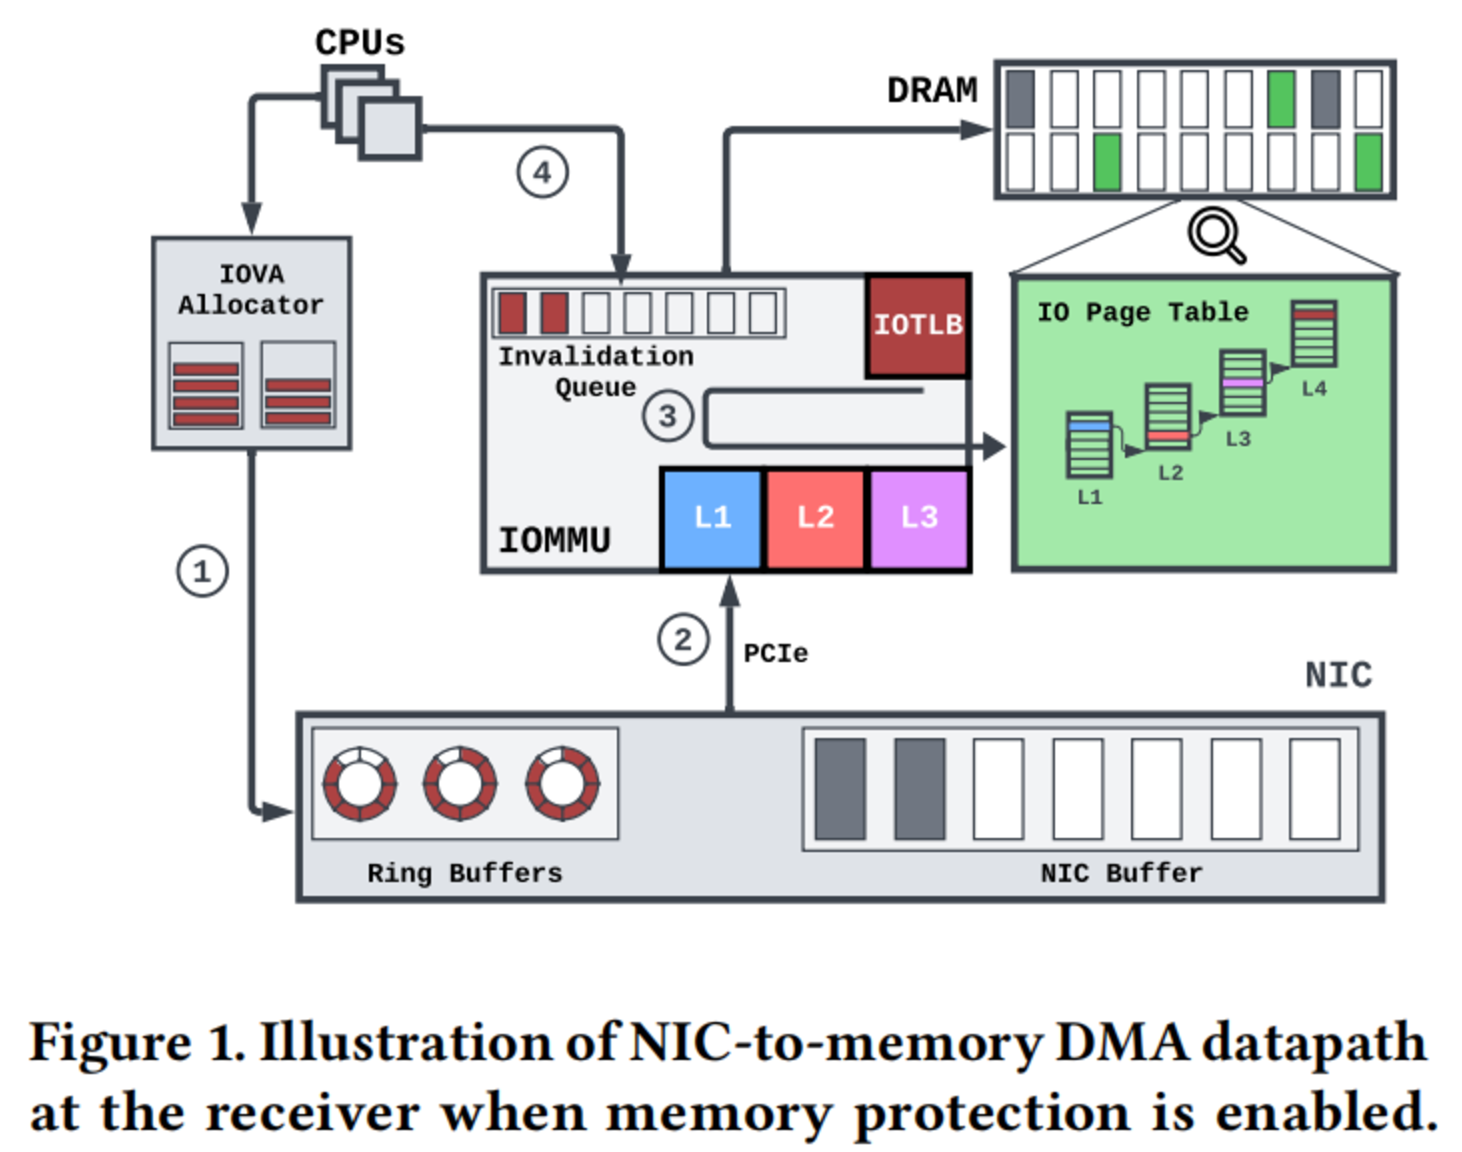 CPUs
DRAM
4
IOVA
Allocator
Invalidation
Queue
IOTLB
3
IO Page Table
L1
L2
L3
L4
IOMMU
L1
L2
L3
1
2
PCIe
NIC
Ring Buffers
NIC Buffer
Figure 1. Illustration of NIC-to-memory DMA datapath
at the receiver when memory protection is enabled.